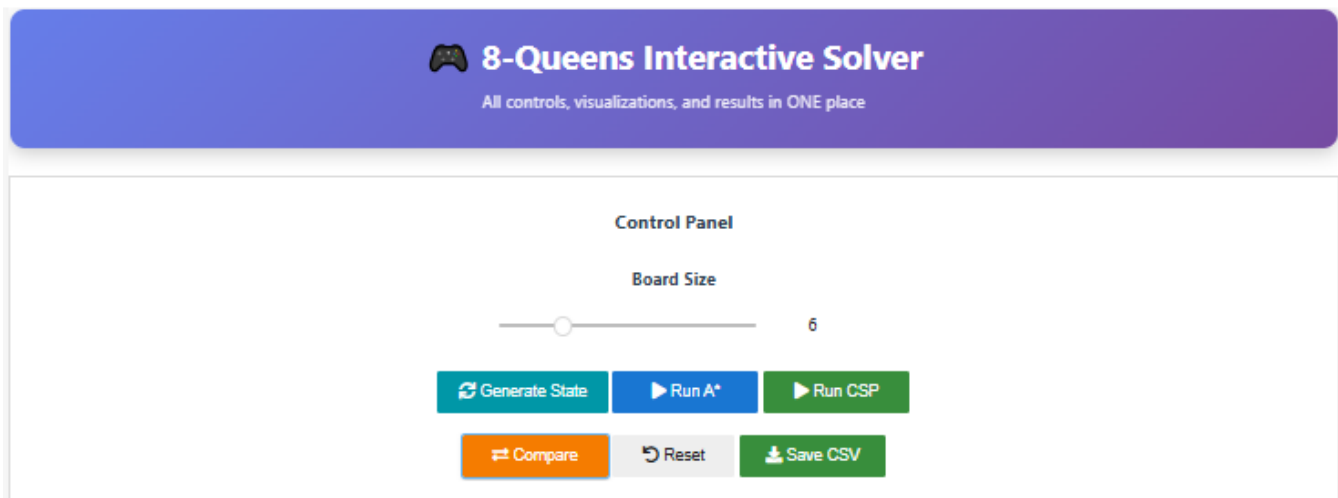 8-Queens Interactive Solver
All controls, visualizations, and results in ONE place
Control Panel
Board Size
6
Generate State Run A* Run CSP
Compare Reset Save CSV